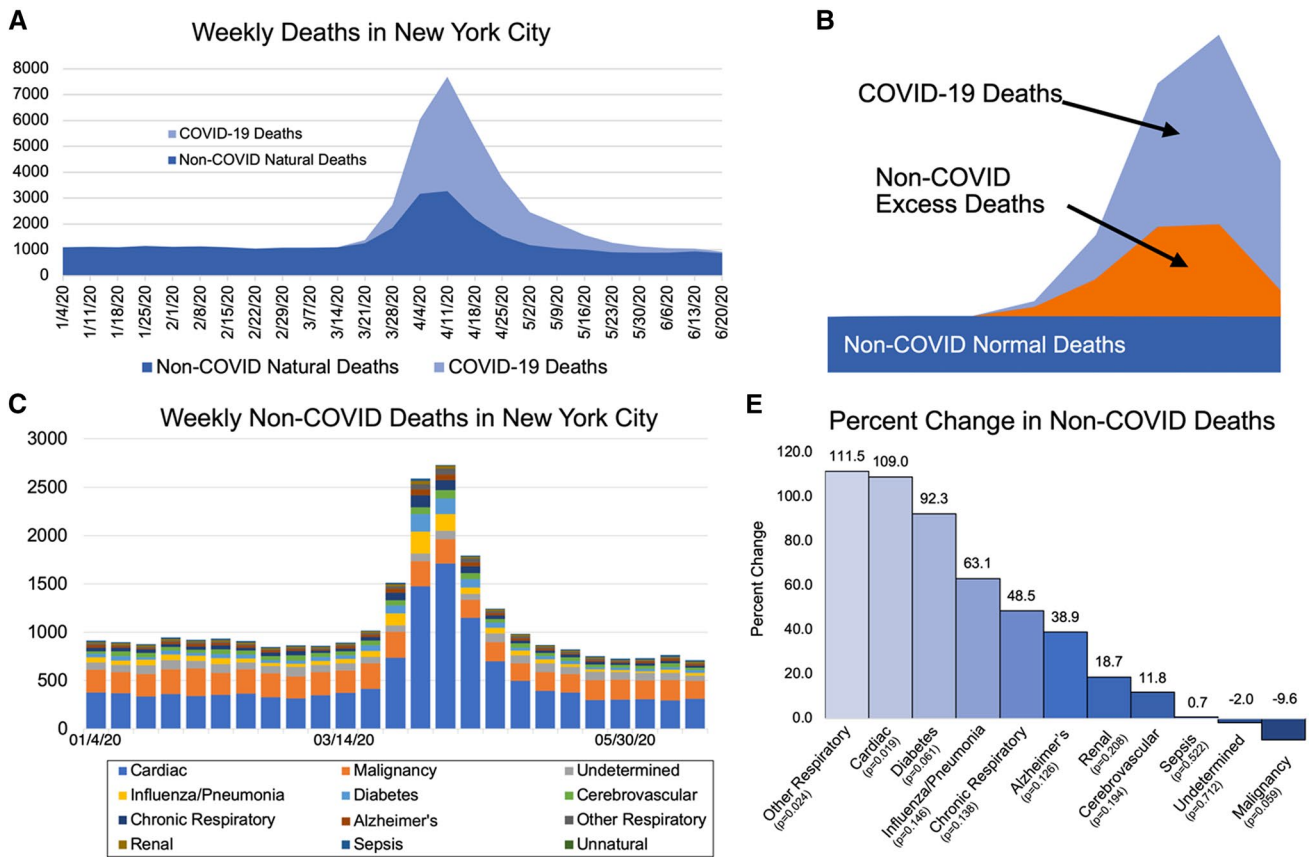 A
Weekly Deaths in New York City
8000
7000
6000
5000
4000
3000
2000
1000
0
COVID-19 Deaths
Non-COVID Natural Deaths
1/4/20
1/11/20
1/18/20
1/25/20
2/1/20
2/8/20
2/15/20
2/22/20
2/29/20
3/7/20
3/14/20
3/21/20
3/28/20
4/4/20
4/11/20
4/18/20
4/25/20
5/22/20
5/9/20
5/16/20
5/23/20
5/30/20
6/6/20
6/13/20
6/20/20
Non-COVID Natural Deaths COVID-19 Deaths
B
COVID-19 Deaths
Non-COVID
Excess Deaths
Non-COVID Normal Deaths
C
Weekly Non-COVID Deaths in New York City
3000
2500
2000
1500
1000
500
0
01/4/20 03/14/20 05/30/20
Cardiac Malignancy Undetermined
Influenza/Pneumonia Diabetes Cerebrovascular
Chronic Respiratory Alzheimer's Other Respiratory
Renal Sepsis Unnatural
E
Percent Change in Non-COVID Deaths
Percent Change
120.0
100.0
80.0
60.0
40.0
20.0
0.0
111.5
109.0
92.3
63.1
48.5
38.9
18.7
11.8
0.7
-2.0
-9.6
Other Respiratory
(p=0.024)
Cardiac
(p=0.019)
Diabetes
(p=0.061)
Influenza/Pneumonia
(p=0.146)
Chronic Respiratory
(p=0.138)
Alzheimer's
(p=0.126)
Renal
(p=0.208)
Cerebrovascular
(p=0.194)
Sepsis
(p=0.522)
Undetermined
(p=0.712)
Malignancy
(p=0.059)